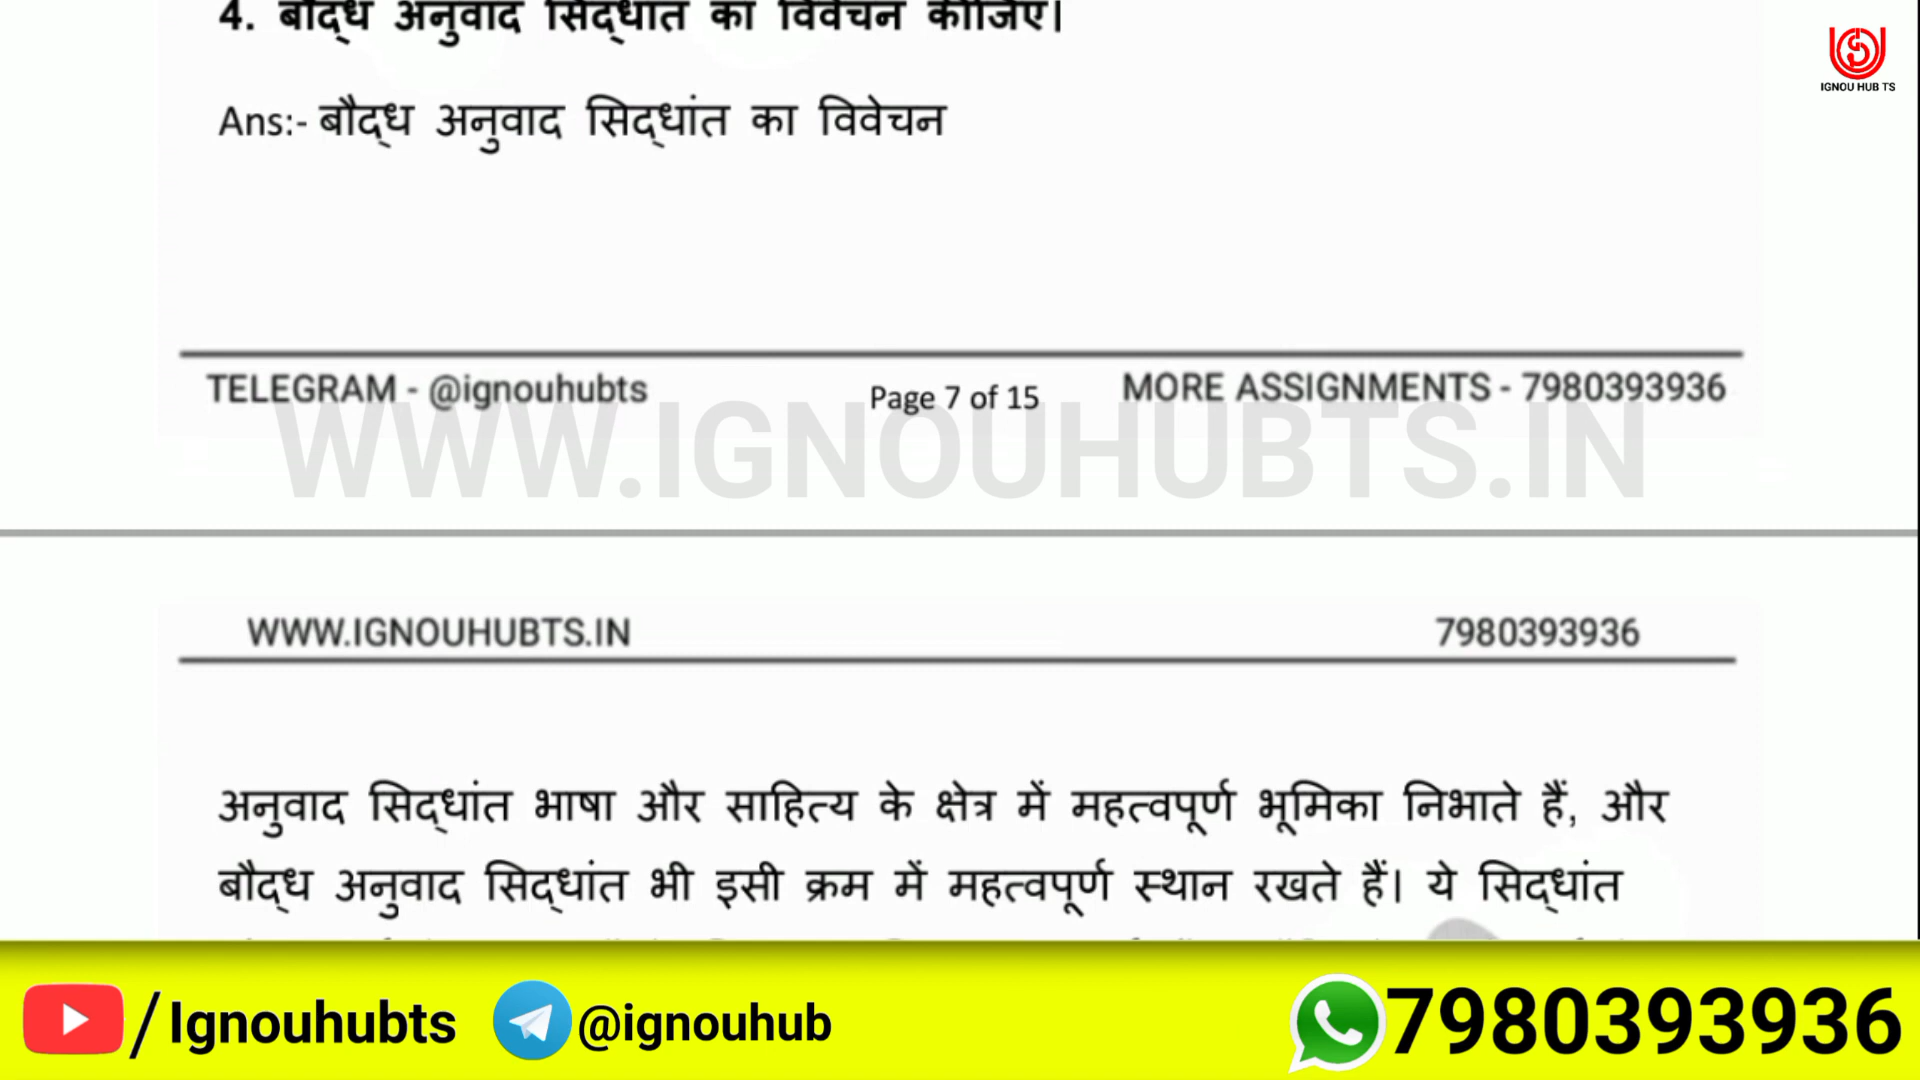 4. बौद्ध अनुवाद सिद्धांत का विवेचन कीजिए।
IGNOU HUB TS
Ans:- बौद्ध अनुवाद सिद्धांत का विवेचन
TELEGRAM - @ignouhubts
Page 7 of 15
MORE ASSIGNMENTS - 7980393936
WWW.IGNOUHUBTS.IN
WWW.IGNOUHUBTS.IN
7980393936
अनुवाद सिद्धांत भाषा और साहित्य के क्षेत्र में महत्वपूर्ण भूमिका निभाते हैं, और
बौद्ध अनुवाद सिद्धांत भी इसी क्रम में महत्वपूर्ण स्थान रखते हैं। ये सिद्धांत
/Ignouhubts
@ignouhub
7980393936